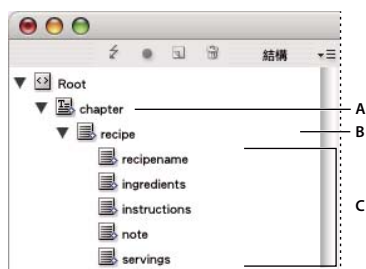 結構
Root
chapter
A
recipe
B
recipename
ingredients
instructions
C
note
servings